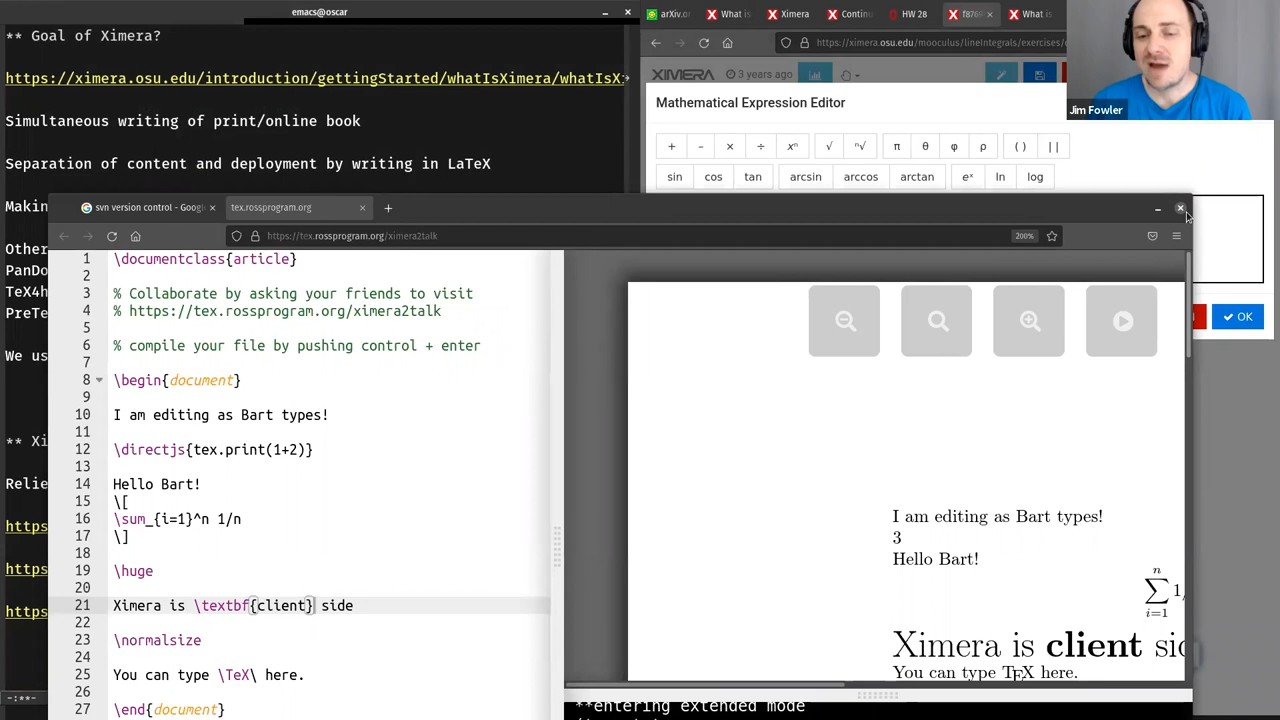 emacs@oscar
** Goal of Ximera?
https://ximera.osu.edu/introduction/gettingStarted/whatIsXimera/whatIsX
Simultaneous writing of print/online book
Separation of content and deployment by writing in LaTeX
Makin
Other
PanDo
TeX4h
PreTe
We us
** Xi
Relie
https
https
https
-:**-
arXiv.or
What is
Ximera
Continu
HW 28
f8769
What is
https://ximera.osu.edu/mooculus/lineIntegrals/exercises/e
XIMERA
3 years ago
Jim Fowler
Mathematical Expression Editor
+ - × ÷ xⁿ √ ⁿ√ π θ φ ρ ( ) | |
sin cos tan arcsin arccos arctan eˣ ln log
OK
svn version control - Google
tex.rossprogram.org
https://tex.rossprogram.org/ximera2talk
200%
1 \documentclass{article}
2
3 % Collaborate by asking your friends to visit
4 % https://tex.rossprogram.org/ximera2talk
5
6 % compile your file by pushing control + enter
7
8 \begin{document}
9
10 I am editing as Bart types!
11
12 \directjs{tex.print(1+2)}
13
14 Hello Bart!
15 \[
16 \sum_{i=1}^n 1/n
17 \]
18
19 \huge
20
21 Ximera is \textbf{client} side
22
23 \normalsize
24
25 You can type \TeX\ here.
26
27 \end{document}
I am editing as Bart types!
3
Hello Bart!
n
∑ 1/
i=1
Ximera is client sid
You can type TEX here.
**entering extended mode